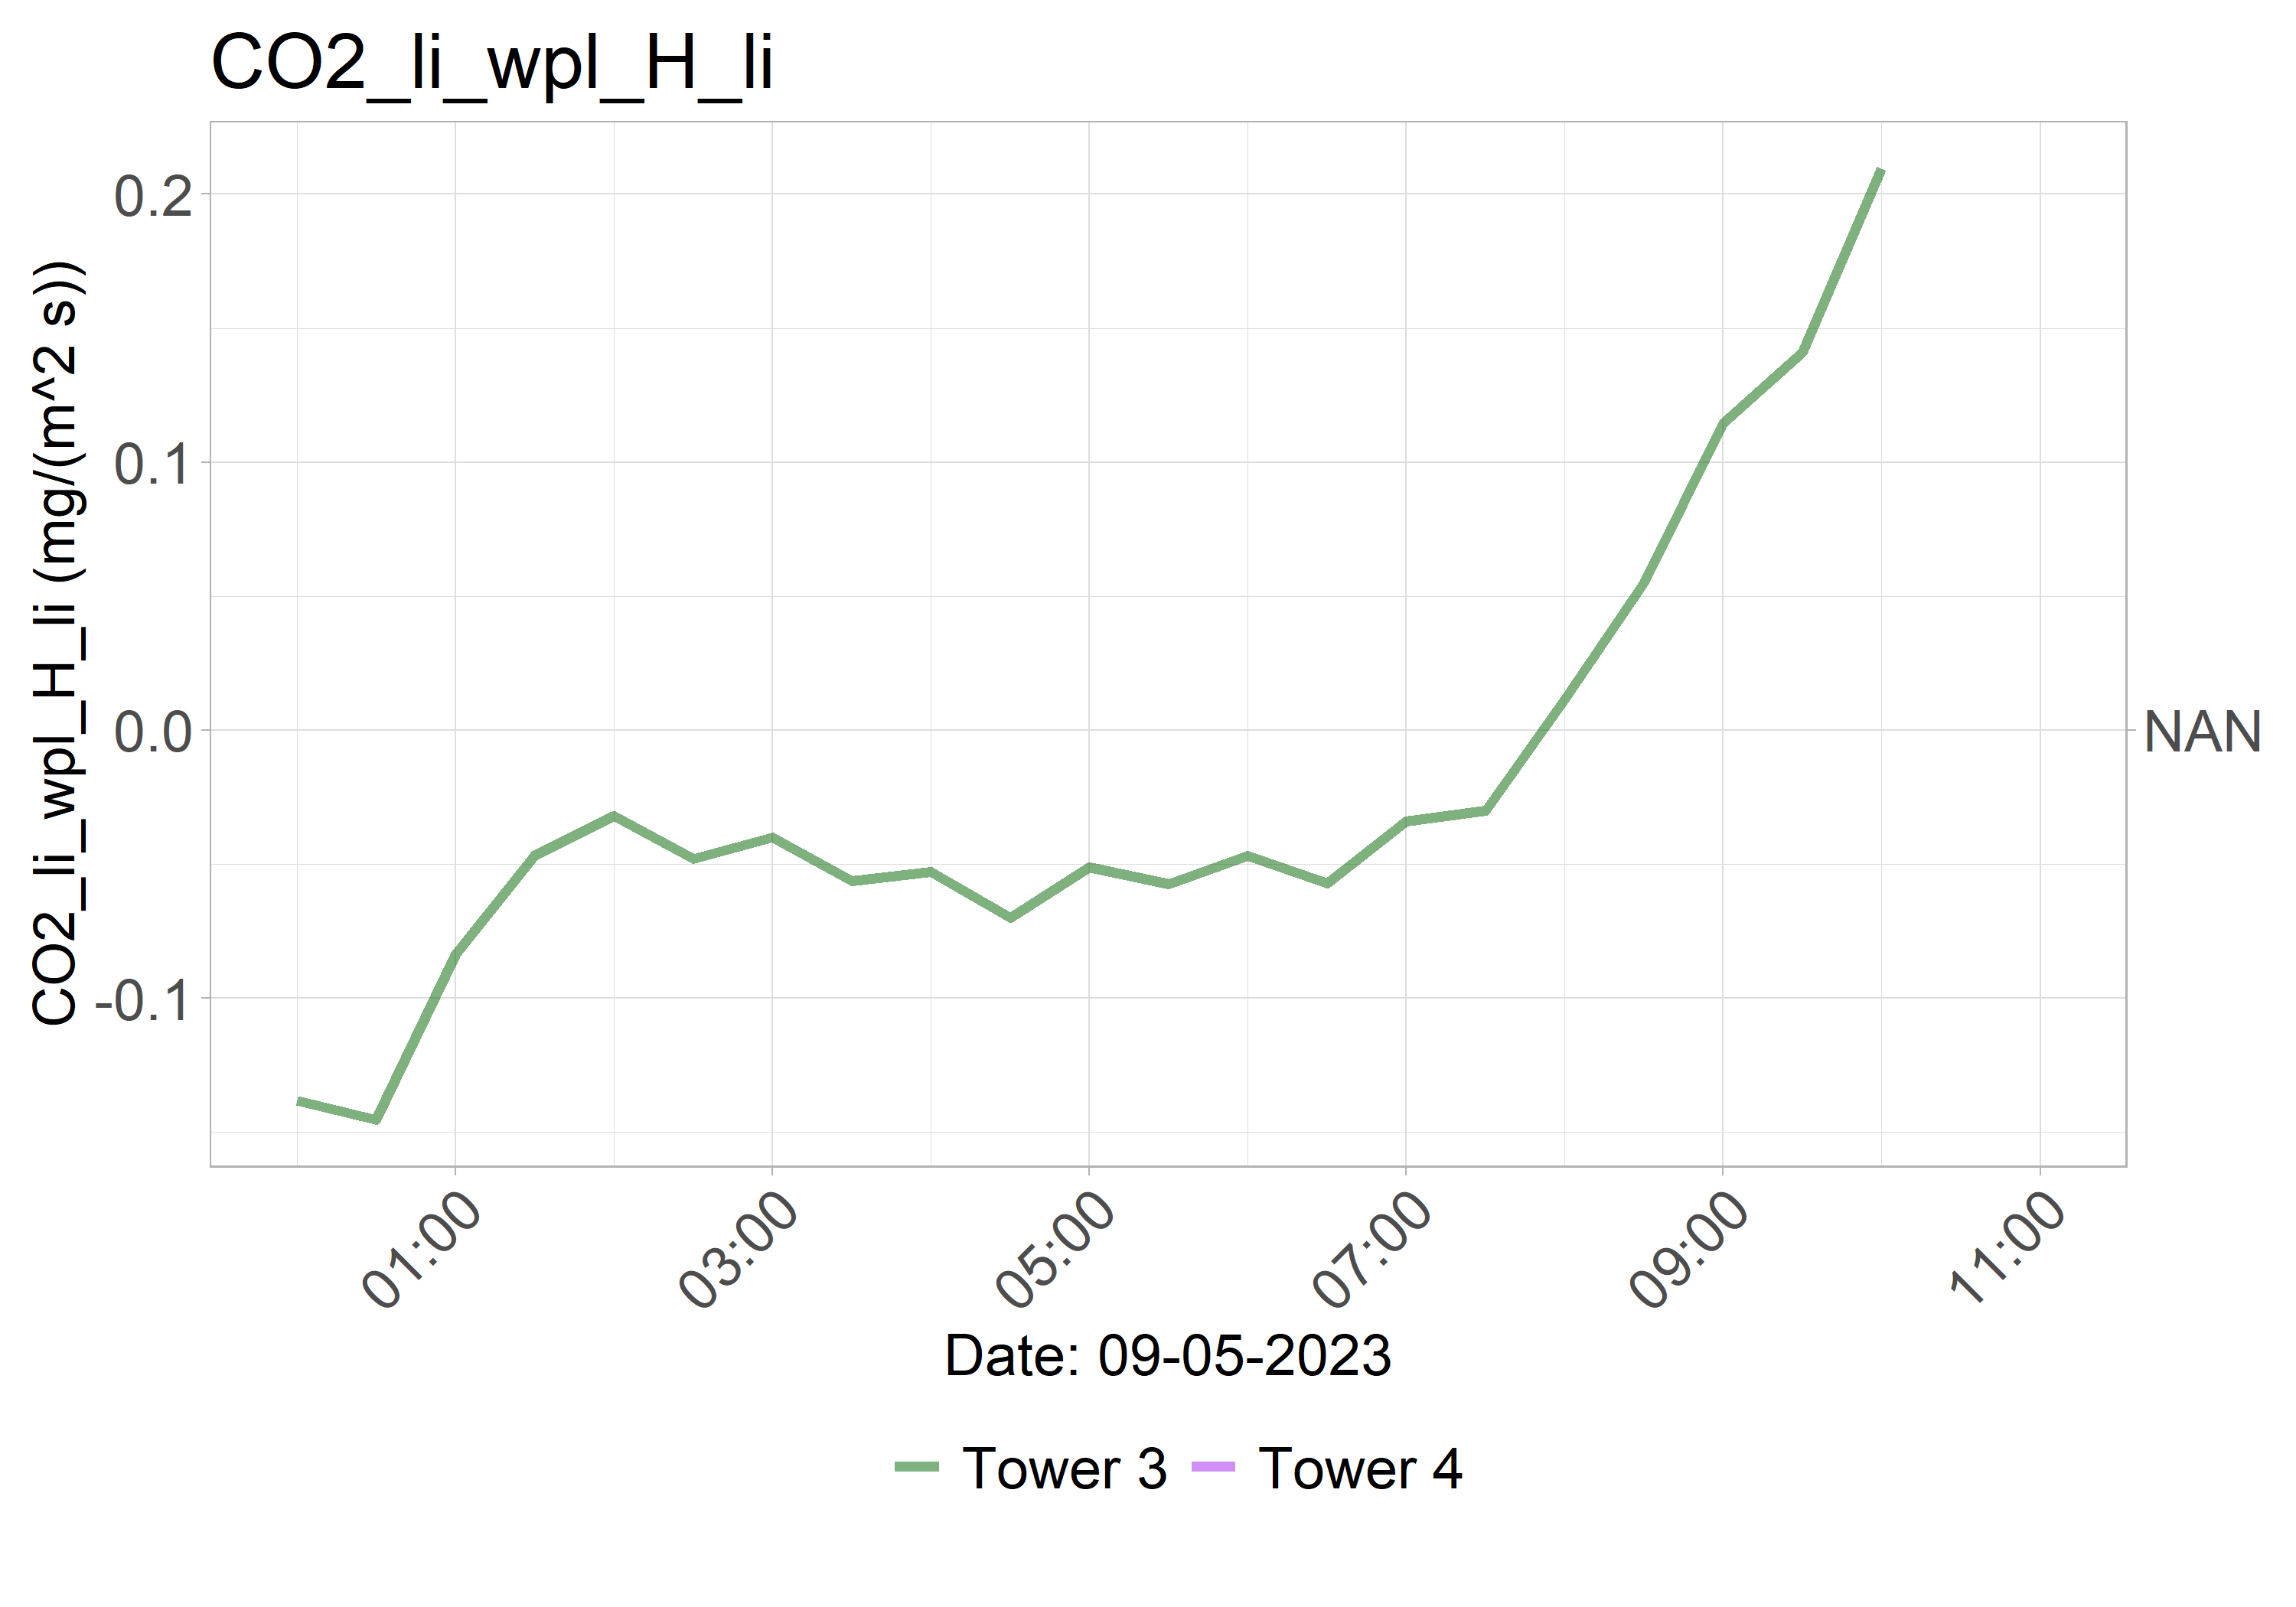 CO2_li_wpl_H_li
CO2_li_wpl_H_li (mg/(m^2 s))
0.2
0.1
0.0
-0.1
NAN
01:00
03:00
05:00
07:00
09:00
11:00
Date: 09-05-2023
Tower 3
Tower 4